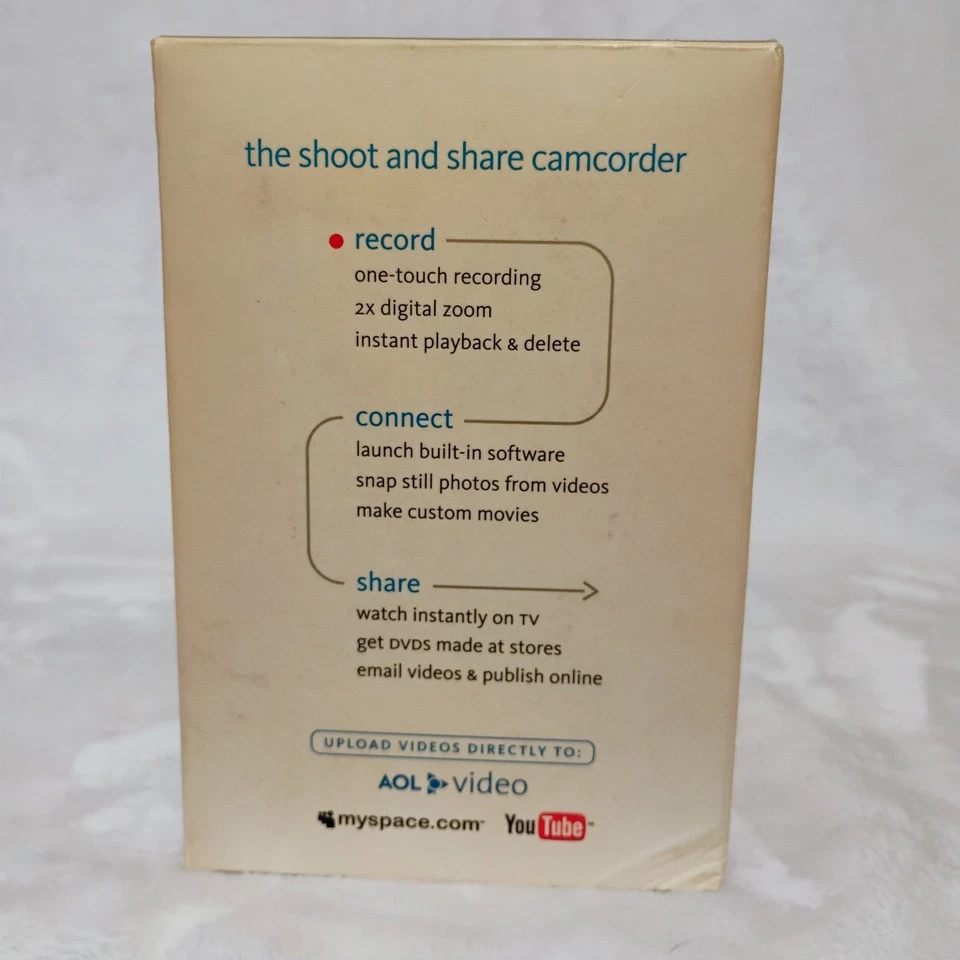 the shoot and share camcorder
record
one-touch recording
2x digital zoom
instant playback & delete
connect
launch built-in software
snap still photos from videos
make custom movies
share
watch instantly on TV
get DVDS made at stores
email videos & publish online
UPLOAD VIDEOS DIRECTLY TO:
AOL video
myspace.com™ YouTube™